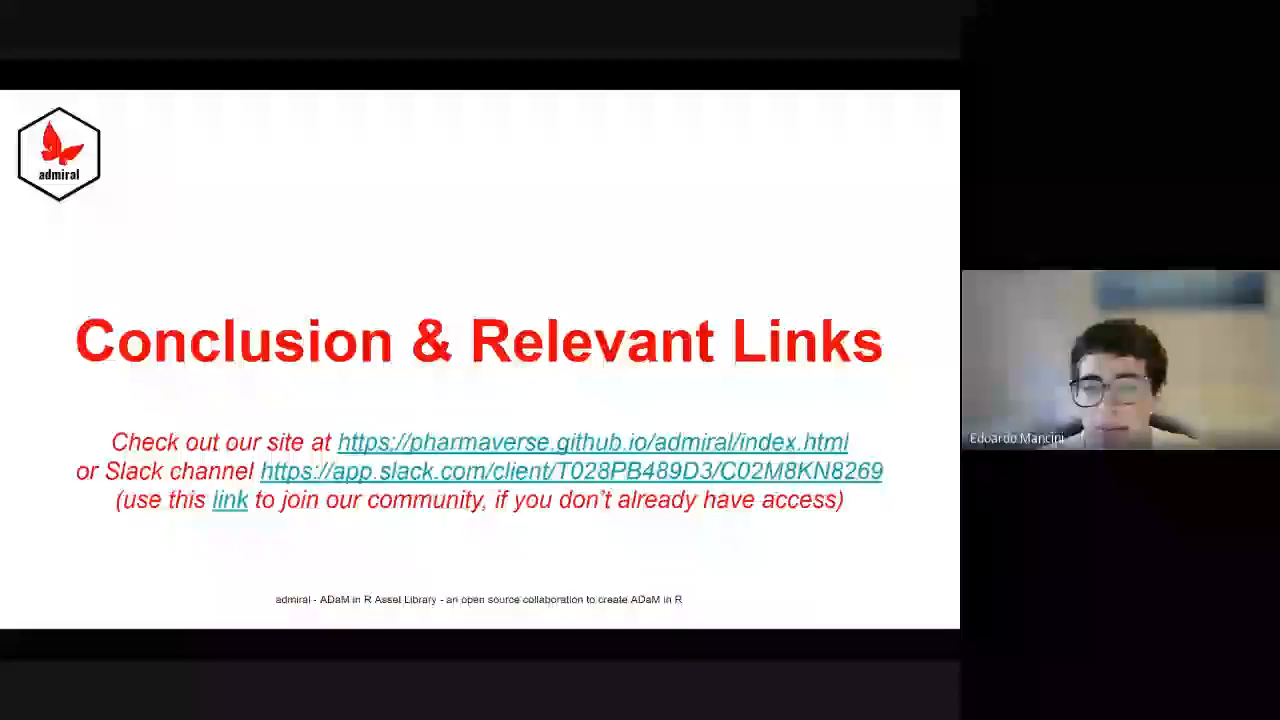 admiral
Conclusion & Relevant Links
Check out our site at https://pharmaverse.github.io/admiral/index.html
or Slack channel https://app.slack.com/client/T028PB489D3/C02M8KN8269
(use this link to join our community, if you don't already have access)
admiral - ADaM in R Asset Library - an open source collaboration to create ADaM in R
Edoardo Mancini